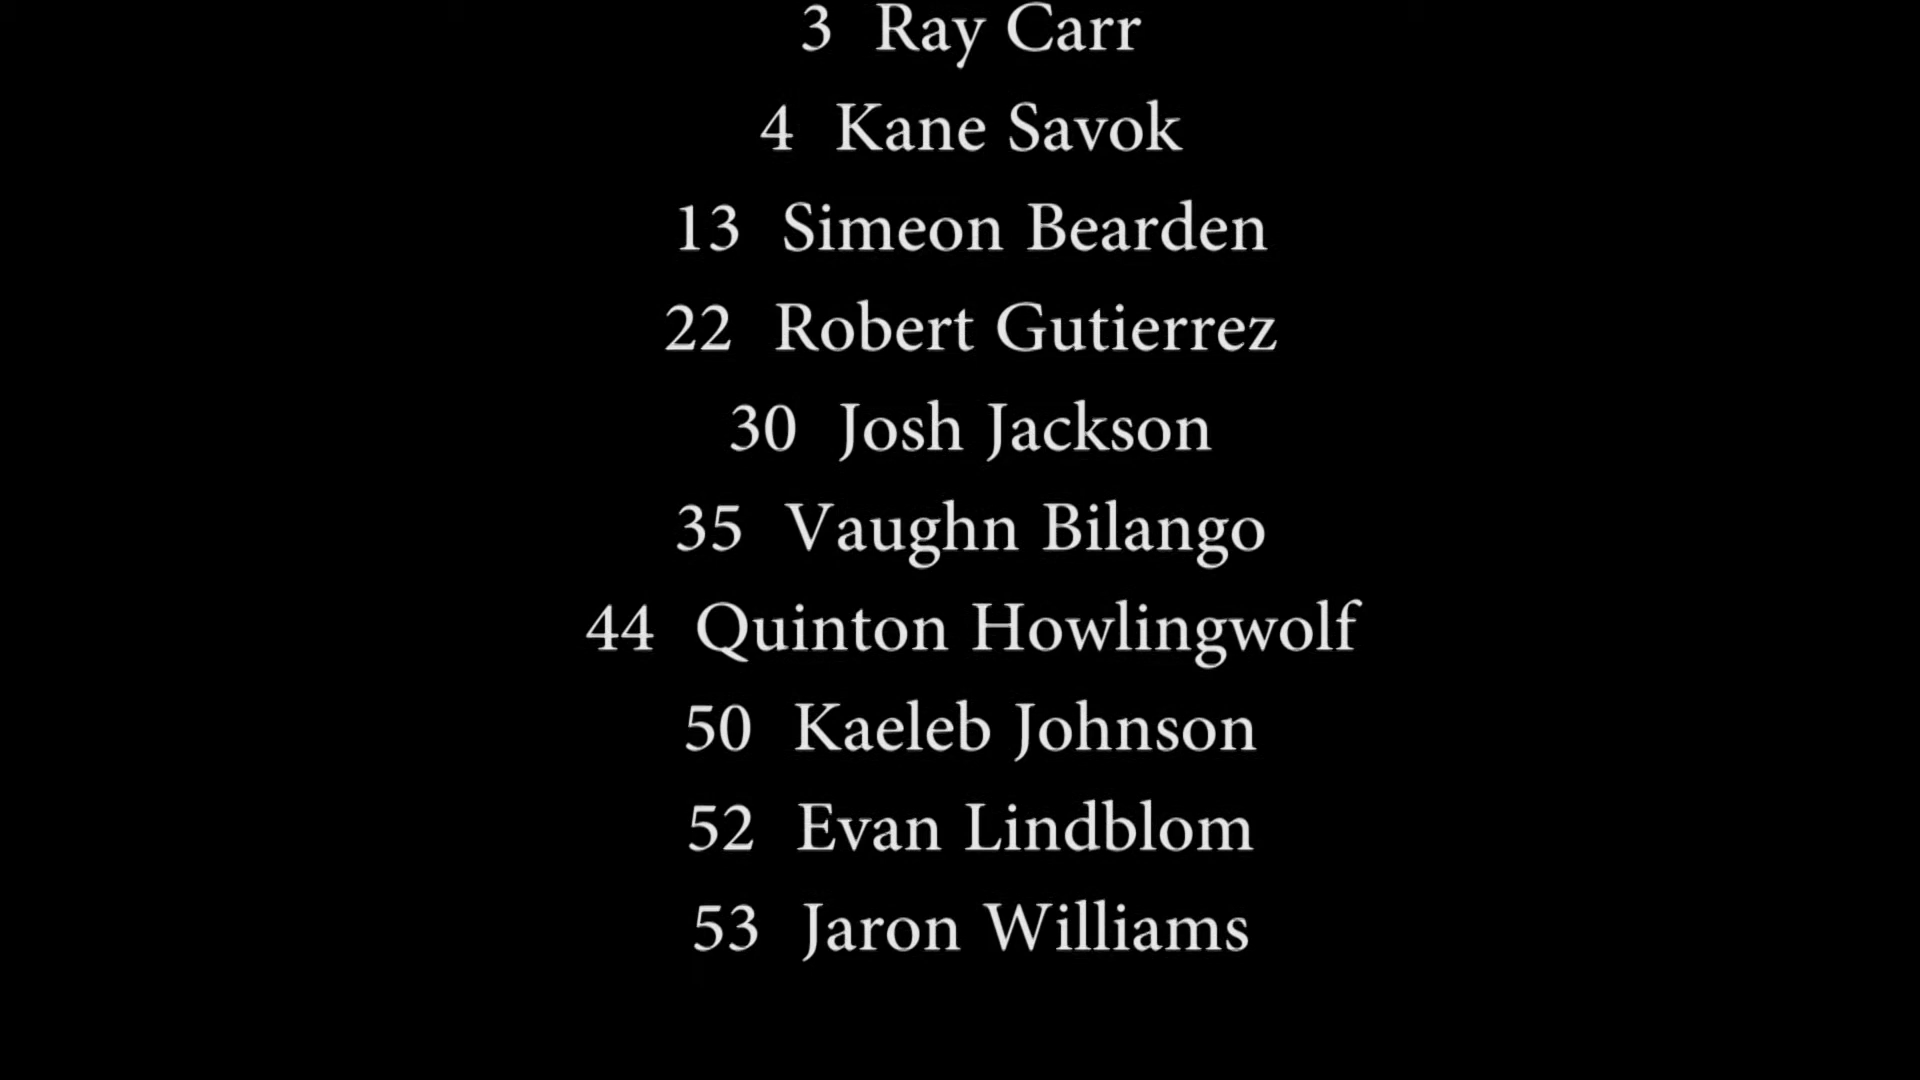 3 Ray Carr
4 Kane Savok
13 Simeon Bearden
22 Robert Gutierrez
30 Josh Jackson
35 Vaughn Bilango
44 Quinton Howlingwolf
50 Kaeleb Johnson
52 Evan Lindblom
53 Jaron Williams